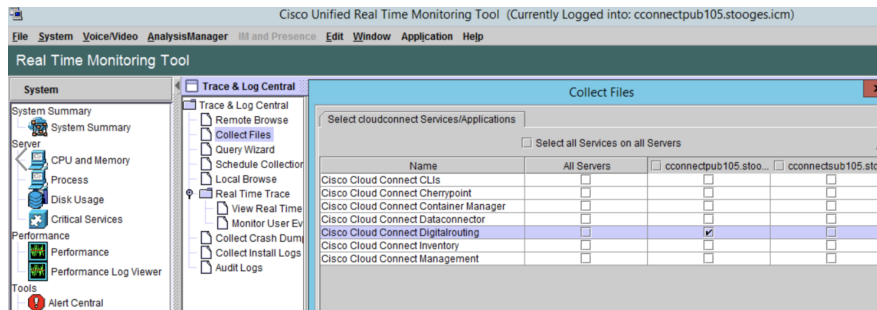 Cisco Unified Real Time Monitoring Tool (Currently Logged into: cconnectpub105.stooges.icm)
File System Voice/Video AnalysisManager IM and Presence Edit Window Application Help
Real Time Monitoring Tool
System
System Summary
System Summary
Server
CPU and Memory
Process
Disk Usage
Critical Services
Performance
Performance
Performance Log Viewer
Tools
Alert Central
Trace & Log Central
Trace & Log Central
Remote Browse
Collect Files
Query Wizard
Schedule Collection
Local Browse
Real Time Trace
View Real Time
Monitor User Ev
Collect Crash Dum
Collect Install Logs
Audit Logs
Collect Files
Select cloudconnect Services/Applications
Select all Services on all Servers
Name All Servers cconnectpub105.stoo... cconnectsub105.sto
Cisco Cloud Connect CLIs
Cisco Cloud Connect Cherrypoint
Cisco Cloud Connect Container Manager
Cisco Cloud Connect Dataconnector
Cisco Cloud Connect Digitalrouting
Cisco Cloud Connect Inventory
Cisco Cloud Connect Management